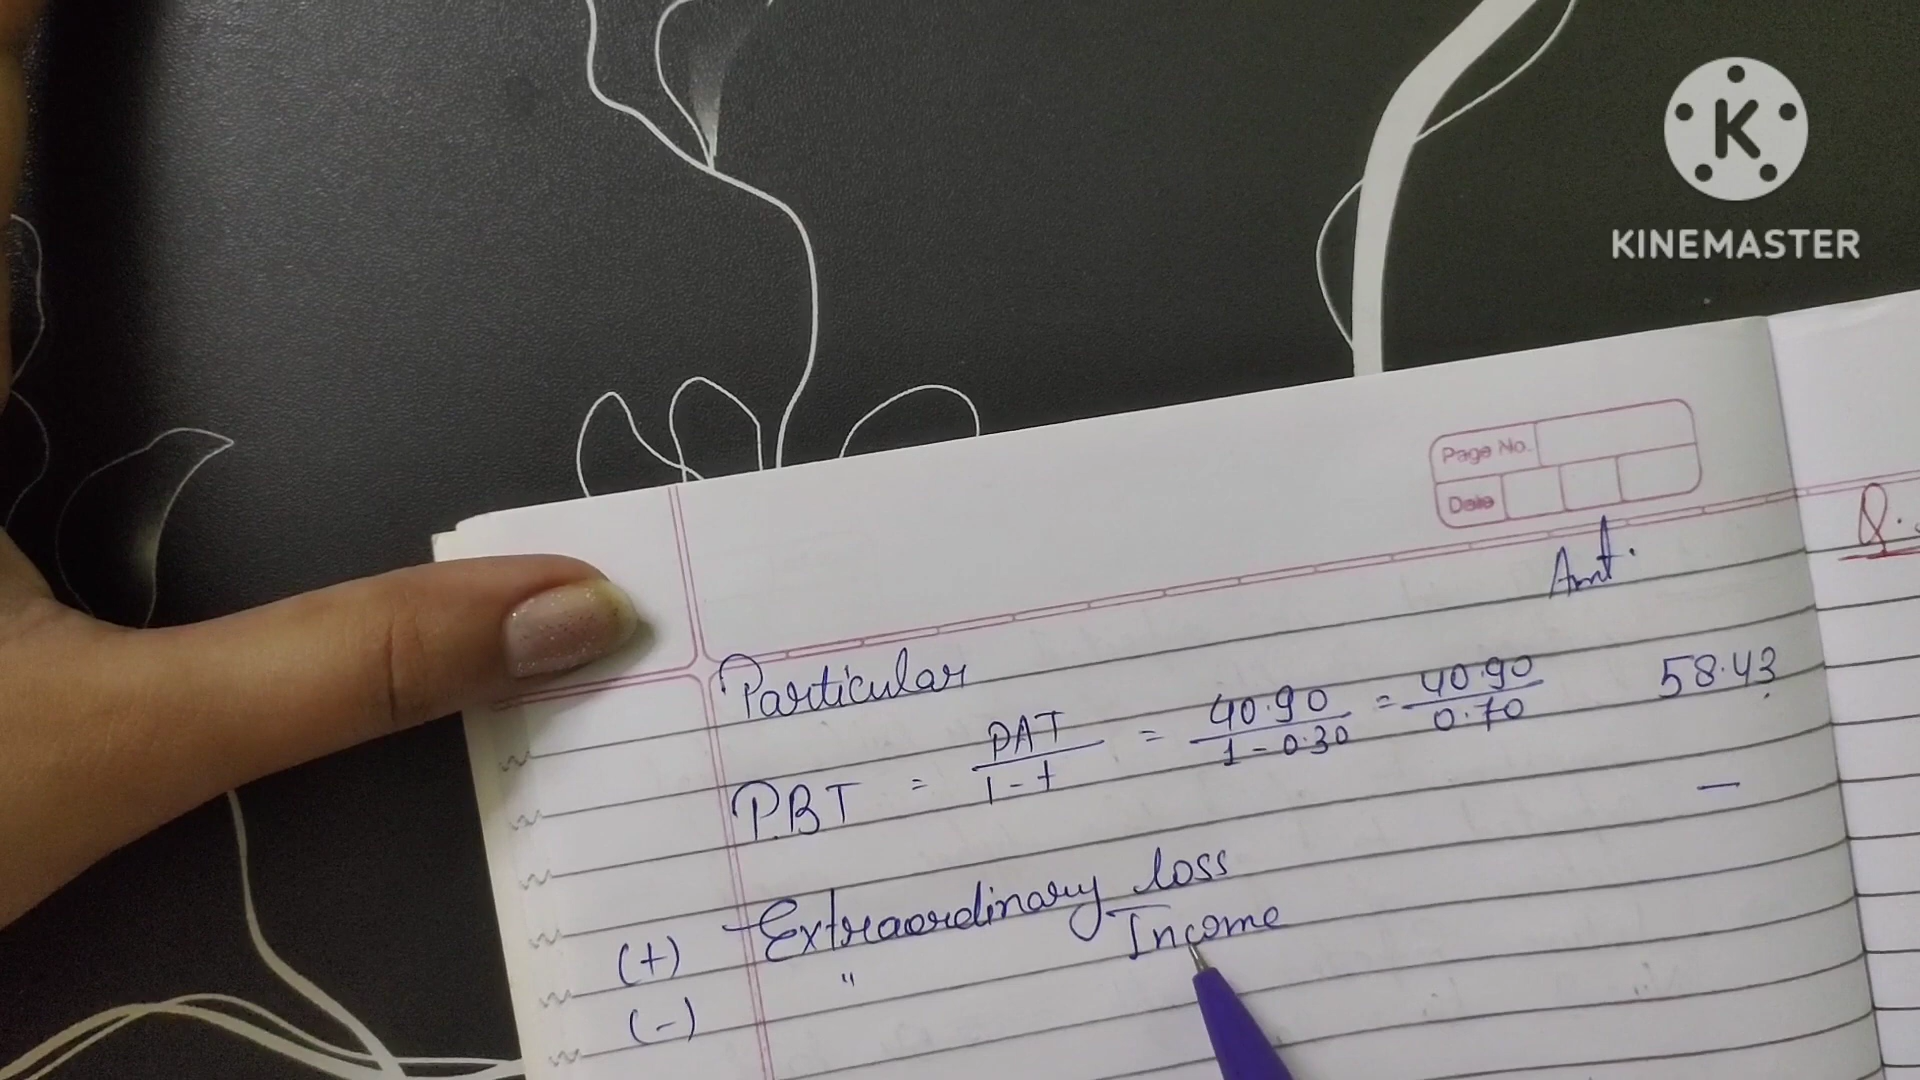 K
KINEMASTER
Page No.
Date
Amt.
Particular
PBT = PAT / 1-t = 40.90 / 1-0.30 = 40.90 / 0.70 58.43
—
(+) Extraordinary loss
(-) " Income